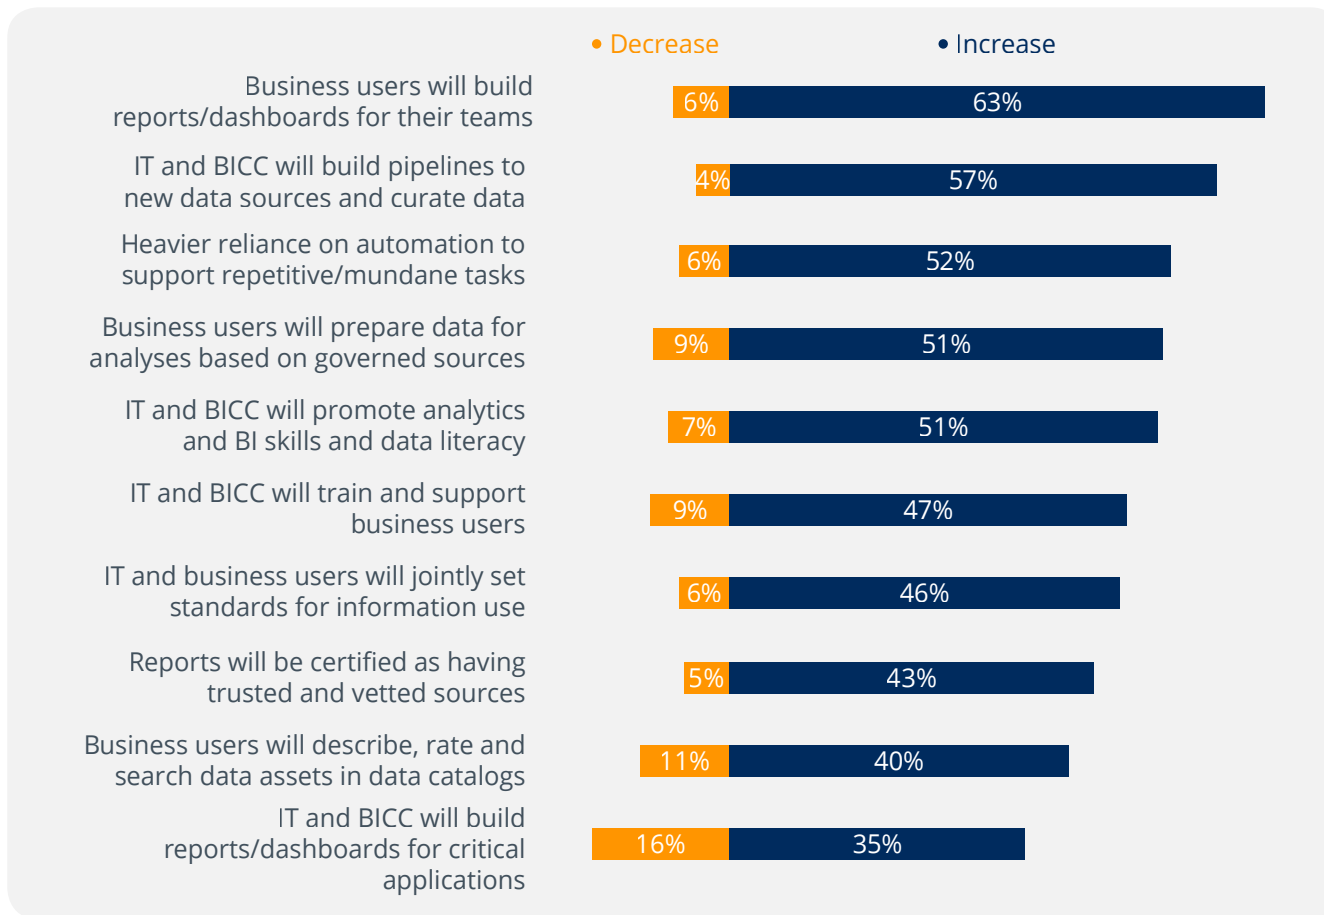 • Decrease
• Increase
Business users will build
reports/dashboards for their teams
6%
63%
IT and BICC will build pipelines to
new data sources and curate data
4%
57%
Heavier reliance on automation to
support repetitive/mundane tasks
6%
52%
Business users will prepare data for
analyses based on governed sources
9%
51%
IT and BICC will promote analytics
and BI skills and data literacy
7%
51%
IT and BICC will train and support
business users
9%
47%
IT and business users will jointly set
standards for information use
6%
46%
Reports will be certified as having
trusted and vetted sources
5%
43%
Business users will describe, rate and
search data assets in data catalogs
11%
40%
IT and BICC will build
reports/dashboards for critical
applications
16%
35%